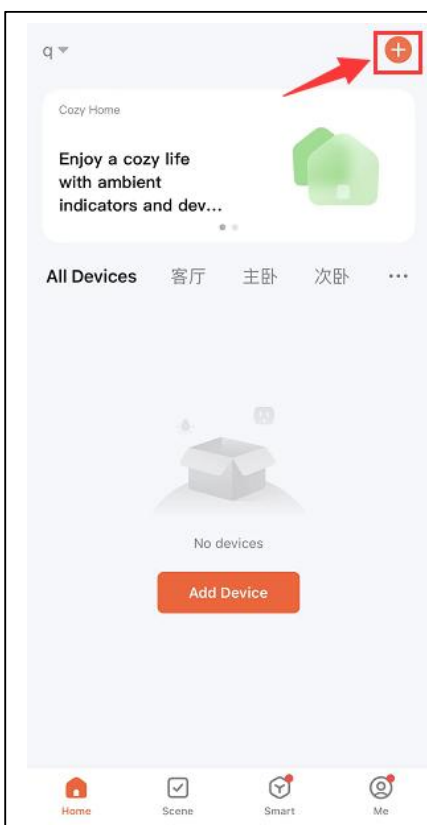 q
Cozy Home
Enjoy a cozy life
with ambient
indicators and dev...
All Devices 客厅 主卧 次卧 ...
No devices
Add Device
Home Scene Smart Me